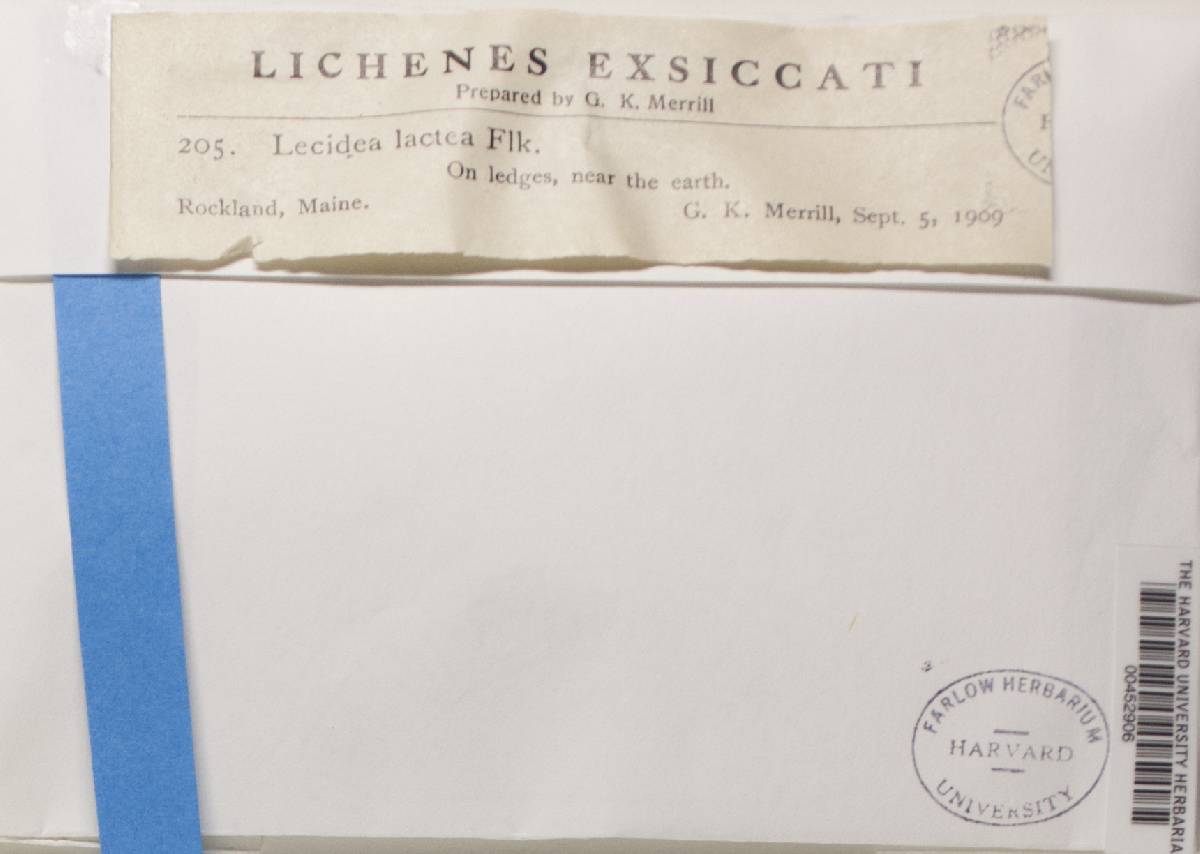 LICHENES EXSICCATI
Prepared by G. K. Merrill
205. Lecidea lactea Flk.
On ledges, near the earth.
Rockland, Maine. G. K. Merrill, Sept. 5, 1909
FARLOW HERBARIUM
HARVARD
UNIVERSITY
THE HARVARD UNIVERSITY HERBARIA
00452906